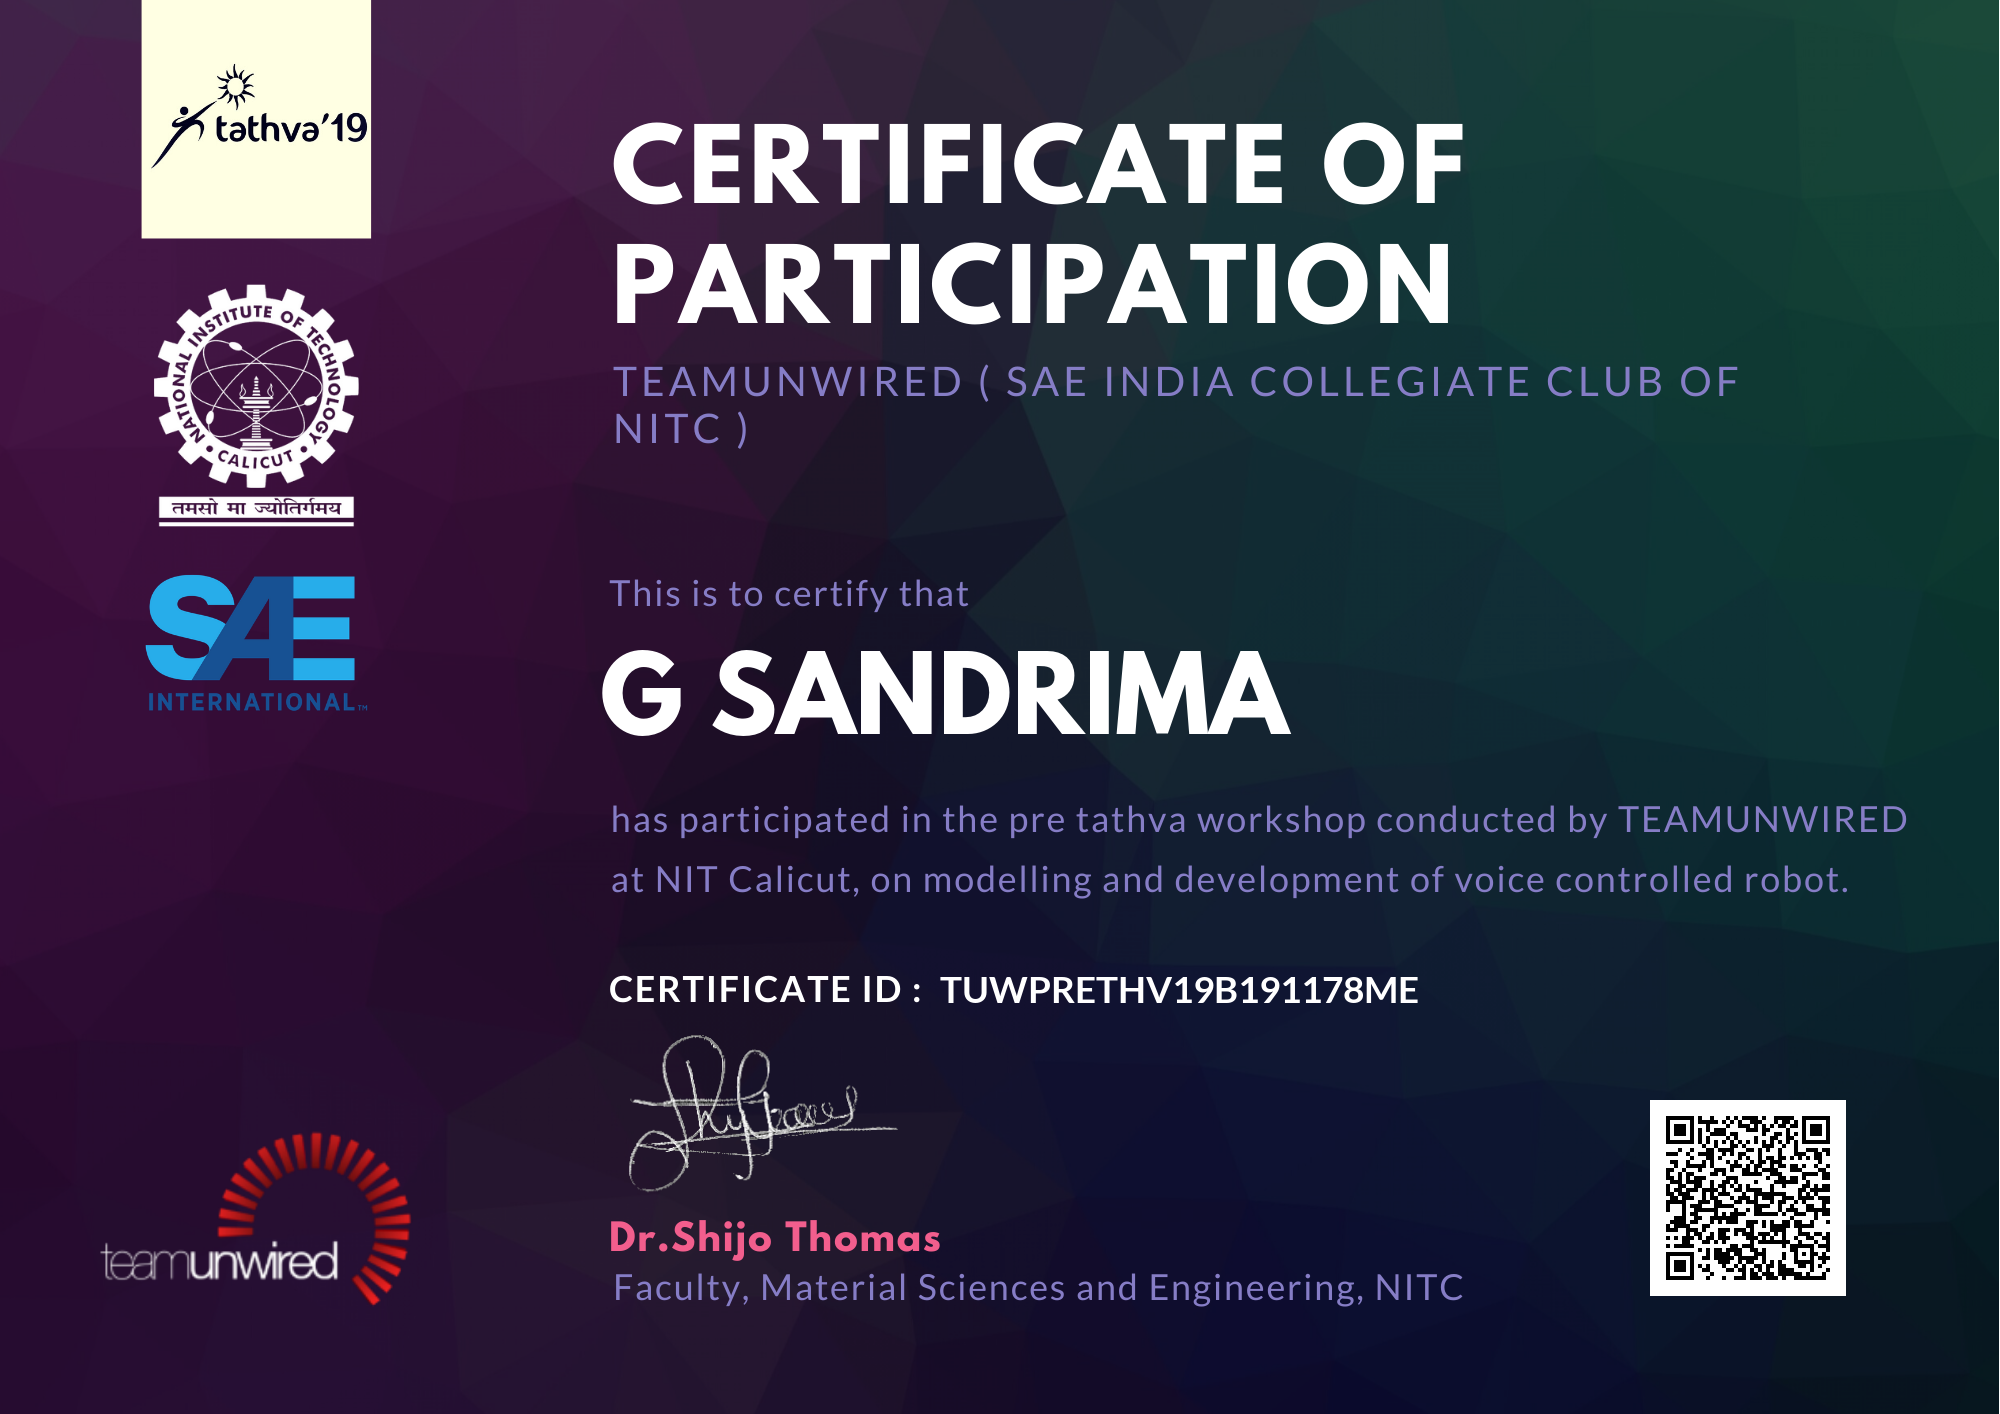 tathva'19
CERTIFICATE OF
PARTICIPATION
TEAMUNWIRED ( SAE INDIA COLLEGIATE CLUB OF
NITC )
NATIONAL INSTITUTE OF TECHNOLOGY
• CALICUT •
तमसो मा ज्योतिर्गमय
SAE
INTERNATIONAL™
This is to certify that
G SANDRIMA
has participated in the pre tathva workshop conducted by TEAMUNWIRED
at NIT Calicut, on modelling and development of voice controlled robot.
CERTIFICATE ID : TUWPRETHV19B191178ME
teamunwired
Dr.Shijo Thomas
Faculty, Material Sciences and Engineering, NITC